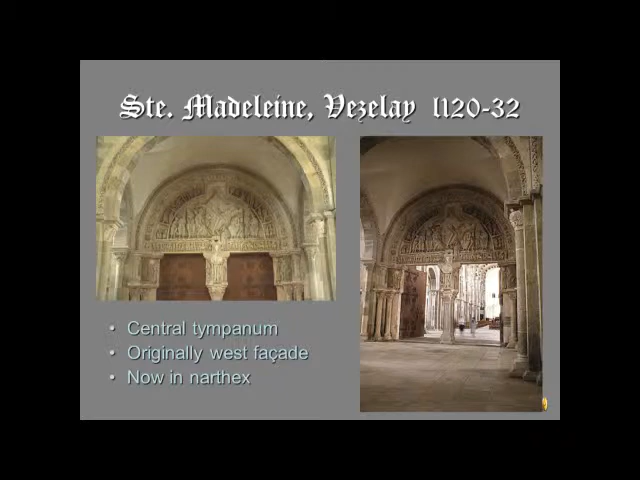 Ste. Madeleine, Vezelay 1120-32
• Central tympanum
• Originally west façade
• Now in narthex